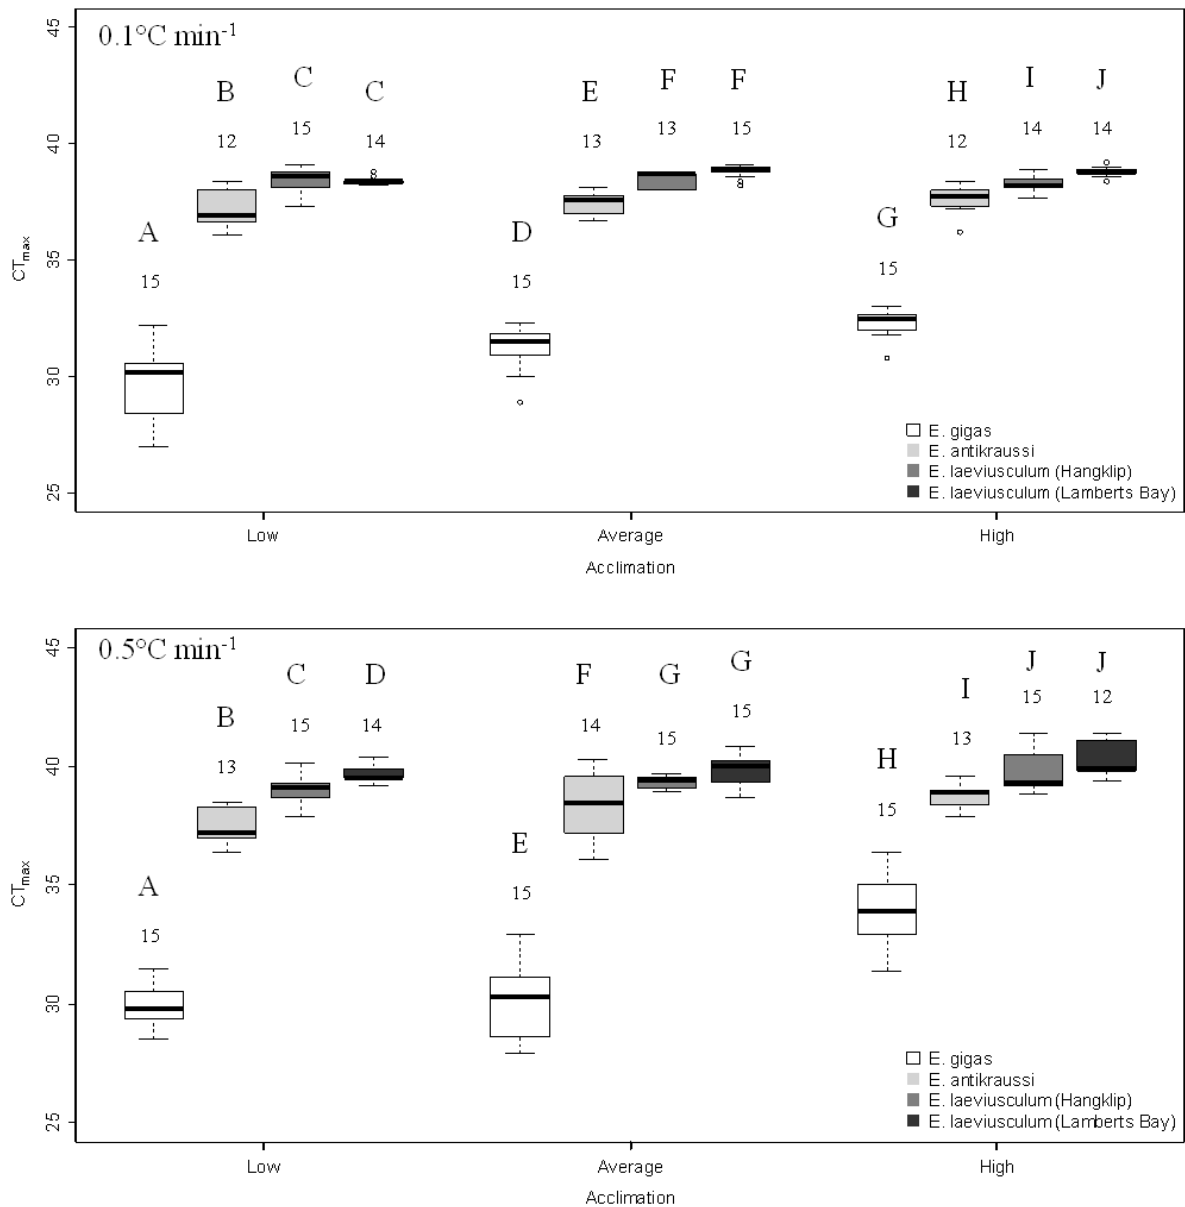 0.1°C min-1
45
40
35
30
25
CTmax
A
15
B
12
C
15
C
14
D
15
E
13
F
13
F
15
G
15
H
12
I
14
J
14
E. gigas
E. antikraussi
E. laeviusculum (Hangklip)
E. laeviusculum (Lamberts Bay)
Low Average High
Acclimation
0.5°C min-1
45
40
35
30
25
CTmax
A
15
B
13
C
15
D
14
E
15
F
14
G
15
G
15
H
15
I
13
J
15
J
12
E. gigas
E. antikraussi
E. laeviusculum (Hangklip)
E. laeviusculum (Lamberts Bay)
Low Average High
Acclimation